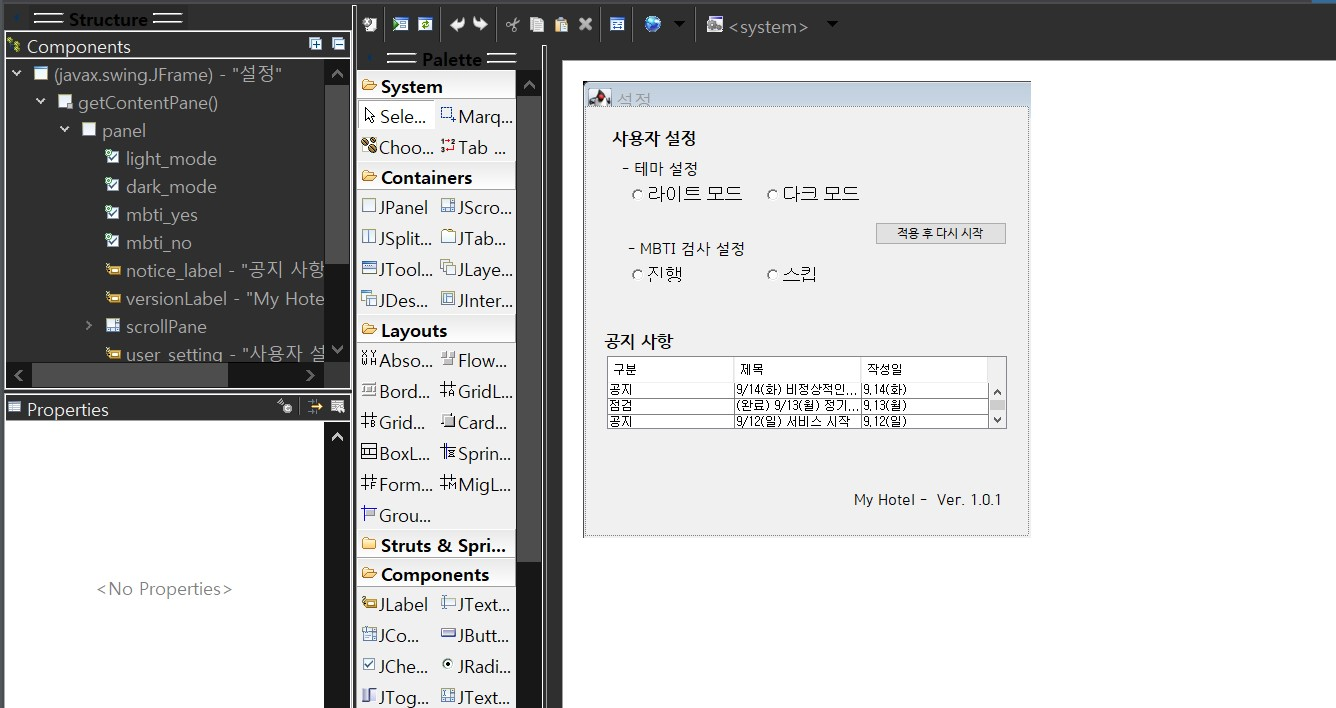 Structure
Components
(javax.swing.JFrame) - "설정"
getContentPane()
panel
light_mode
dark_mode
mbti_yes
mbti_no
notice_label - "공지 사항
versionLabel - "My Hote
scrollPane
user_setting - "사용자 설
Properties
<No Properties>
<system>
Palette
System
Sele... Marq...
Choo... Tab ...
Containers
JPanel JScro...
JSplit... JTab...
JTool... JLaye...
JDes... JInter...
Layouts
Abso... Flow...
Bord... GridL...
Grid... Card...
BoxL... Sprin...
Form... MigL...
Grou...
Struts & Spri...
Components
JLabel JText...
JCo... JButt...
JChe... JRadi...
JTog... JText...
설정
사용자 설정
- 테마 설정
라이트 모드 다크 모드
적용 후 다시 시작
- MBTI 검사 설정
진행 스킵
공지 사항
구분 제목 작성일
공지 9/14(화) 비정상적인... 9.14(화)
점검 (완료) 9/13(월) 정기... 9.13(월)
공지 9/12(일) 서비스 시작 9.12(일)
My Hotel - Ver. 1.0.1